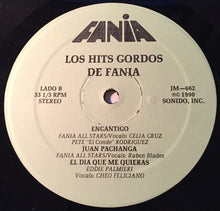 FANIA
LOS HITS GORDOS
DE FANIA
LADO B
33 1/3 RPM
STEREO
JM—662
℗ 1990
SONIDO, INC.
ENCANTIGO
FANIA ALL STARS/Vocals: CELIA CRUZ
PETE "El Conde" RODRIGUEZ
JUAN PACHANGA
FANIA ALL STARS/Vocals: Ruben Blades
EL DIA QUE ME QUIERAS
EDDIE PALMIERI
Vocals: CHEO FELICIANO